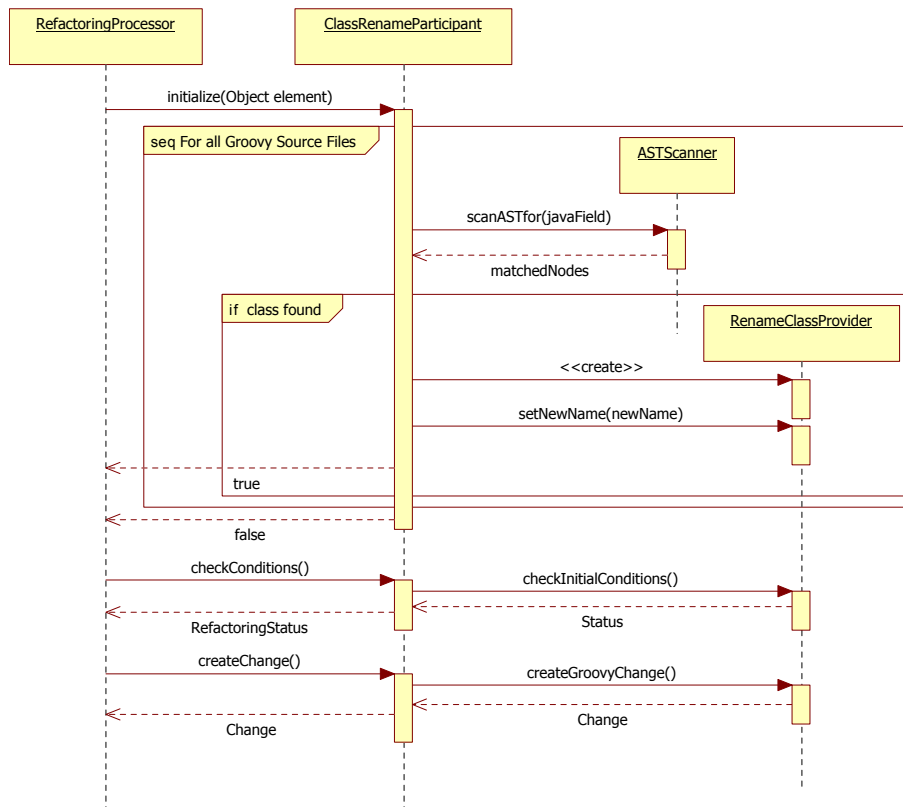 RefactoringProcessor
ClassRenameParticipant
initialize(Object element)
seq For all Groovy Source Files
ASTScanner
scanASTfor(javaField)
matchedNodes
if class found
RenameClassProvider
<<create>>
setNewName(newName)
true
false
checkConditions()
checkInitialConditions()
RefactoringStatus
Status
createChange()
createGroovyChange()
Change
Change